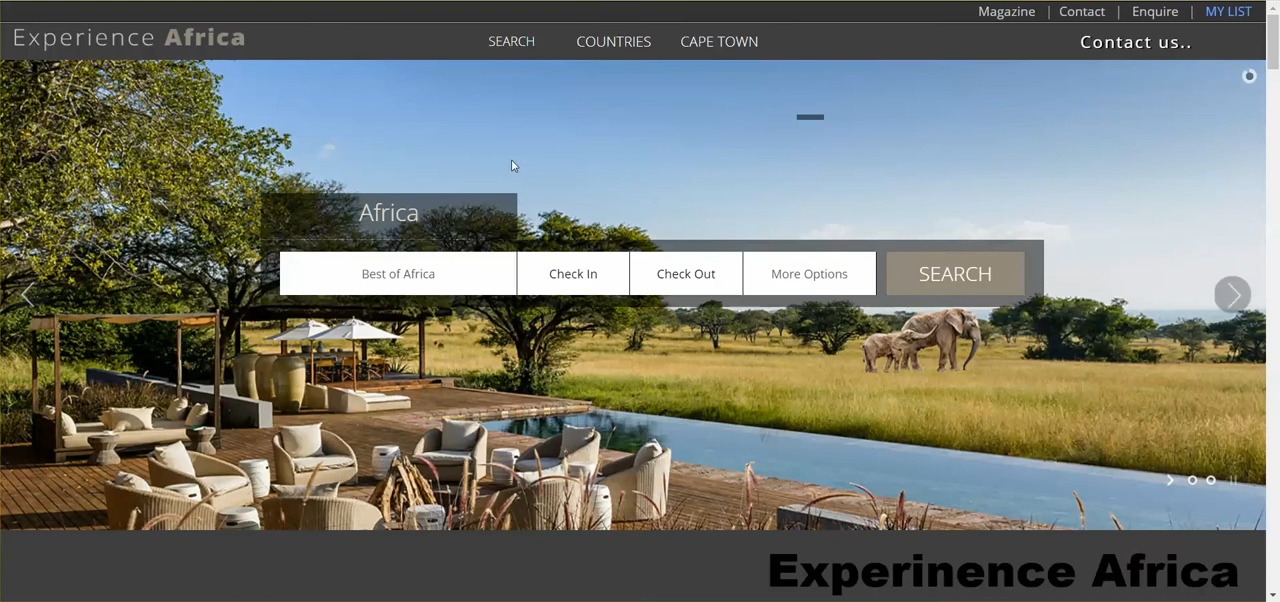 Magazine | Contact | Enquire | MY LIST
Experience Africa
SEARCH COUNTRIES CAPE TOWN
Contact us..
Africa
Best of Africa Check In Check Out More Options SEARCH
Experinence Africa